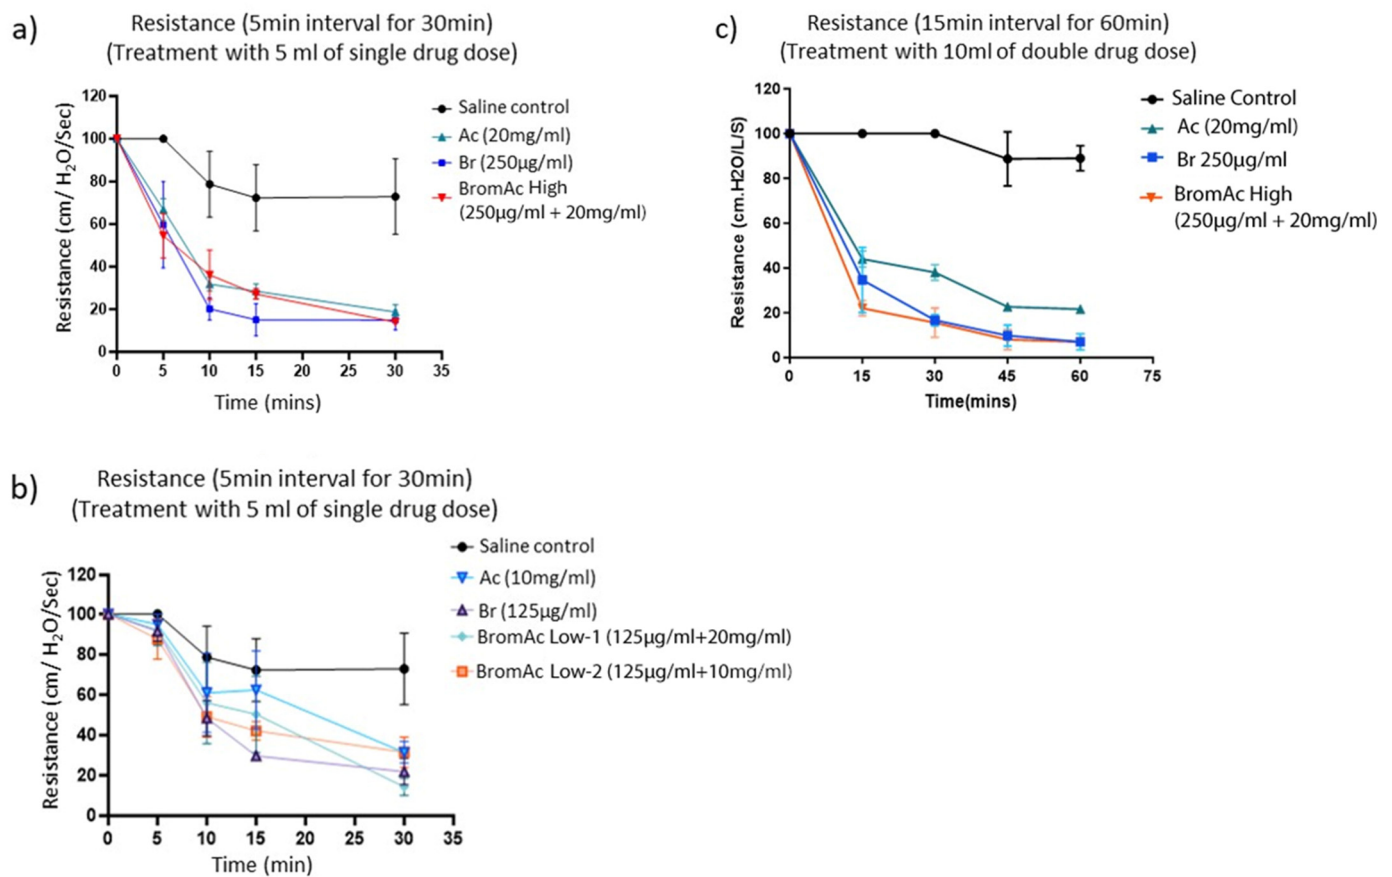 a)
Resistance (5min interval for 30min)
(Treatment with 5 ml of single drug dose)
Resistance (cm/ H2O/Sec)
120
100
80
60
40
20
0
0 5 10 15 20 25 30 35
Time (mins)
Saline control
Ac (20mg/ml)
Br (250µg/ml)
BromAc High
(250µg/ml + 20mg/ml)
c)
Resistance (15min interval for 60min)
(Treatment with 10ml of double drug dose)
Resistance (cm.H2O/L/S)
120
100
80
60
40
20
0
0 15 30 45 60 75
Time(mins)
Saline Control
Ac (20mg/ml)
Br 250µg/ml
BromAc High
(250µg/ml + 20mg/ml)
b)
Resistance (5min interval for 30min)
(Treatment with 5 ml of single drug dose)
Resistance (cm/ H2O/Sec)
120
100
80
60
40
20
0
0 5 10 15 20 25 30 35
Time (min)
Saline control
Ac (10mg/ml)
Br (125µg/ml)
BromAc Low-1 (125µg/ml+20mg/ml)
BromAc Low-2 (125µg/ml+10mg/ml)